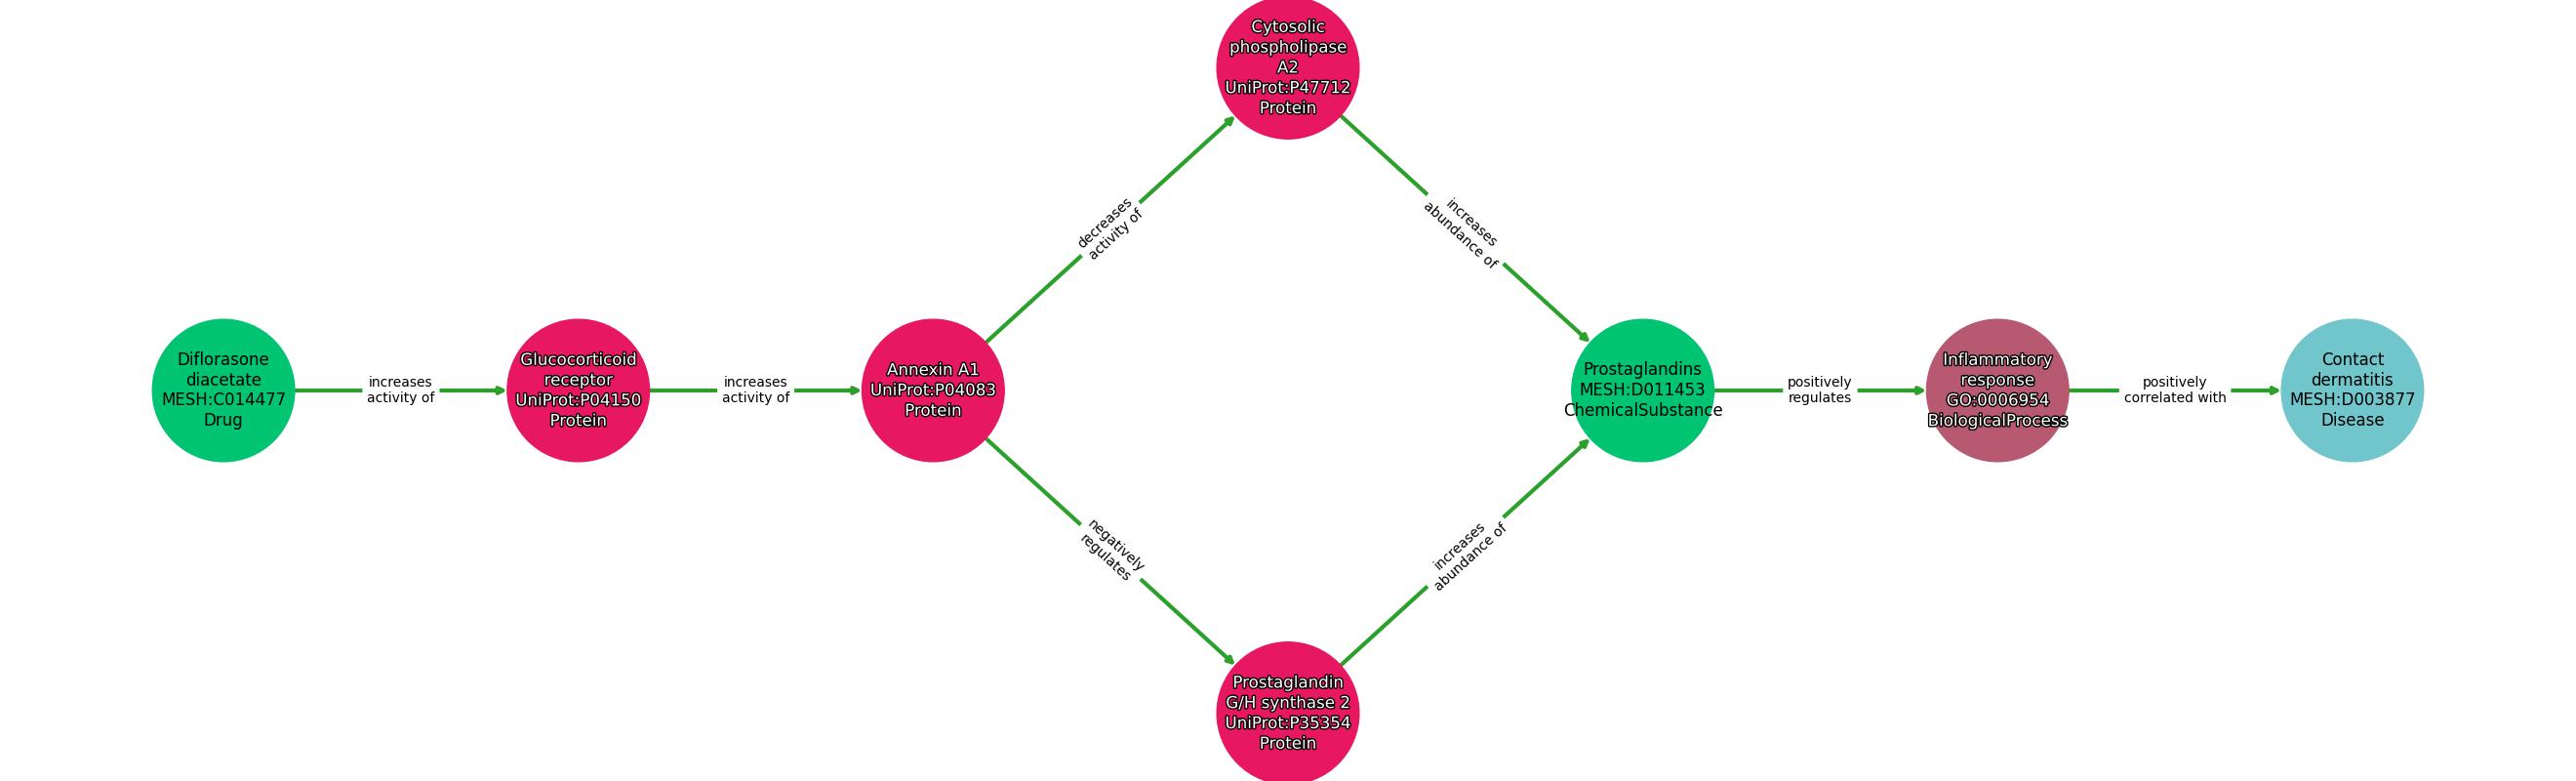 Diflorasone
diacetate
MESH:C014477
Drug
increases
activity of
Glucocorticoid
receptor
UniProt:P04150
Protein
increases
activity of
Annexin A1
UniProt:P04083
Protein
decreases
activity of
Cytosolic
phospholipase
A2
UniProt:P47712
Protein
increases
abundance of
negatively
regulates
Prostaglandin
G/H synthase 2
UniProt:P35354
Protein
increases
abundance of
Prostaglandins
MESH:D011453
ChemicalSubstance
positively
regulates
Inflammatory
response
GO:0006954
BiologicalProcess
positively
correlated with
Contact
dermatitis
MESH:D003877
Disease